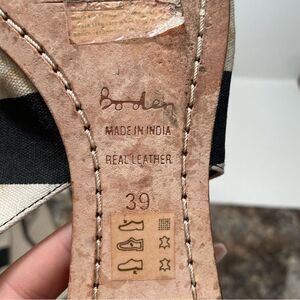 Boden
MADE IN INDIA
REAL LEATHER
39